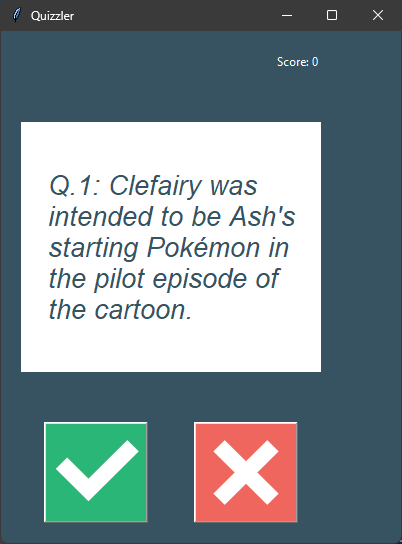 Quizzler
Score: 0
Q.1: Clefairy was
intended to be Ash's
starting Pokémon in
the pilot episode of
the cartoon.